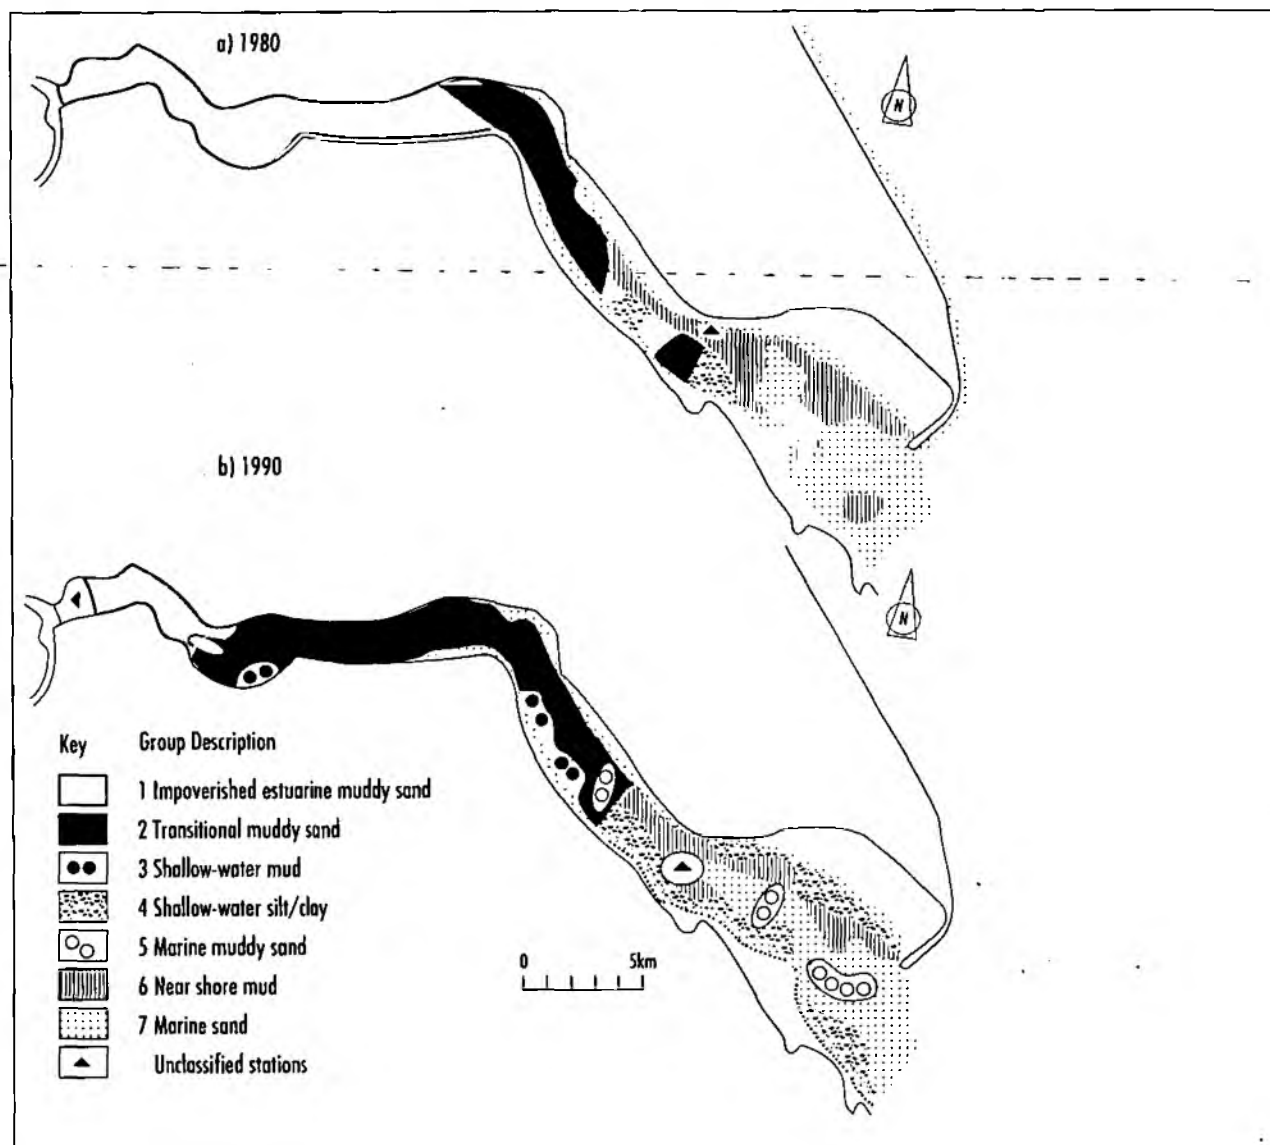 a) 1980
N
b) 1990
N
Key Group Description
1 Impoverished estuarine muddy sand
2 Transitional muddy sand
3 Shallow-water mud
4 Shallow-water silt/clay
5 Marine muddy sand
6 Near shore mud
7 Marine sand
Unclassified stations
0 5km